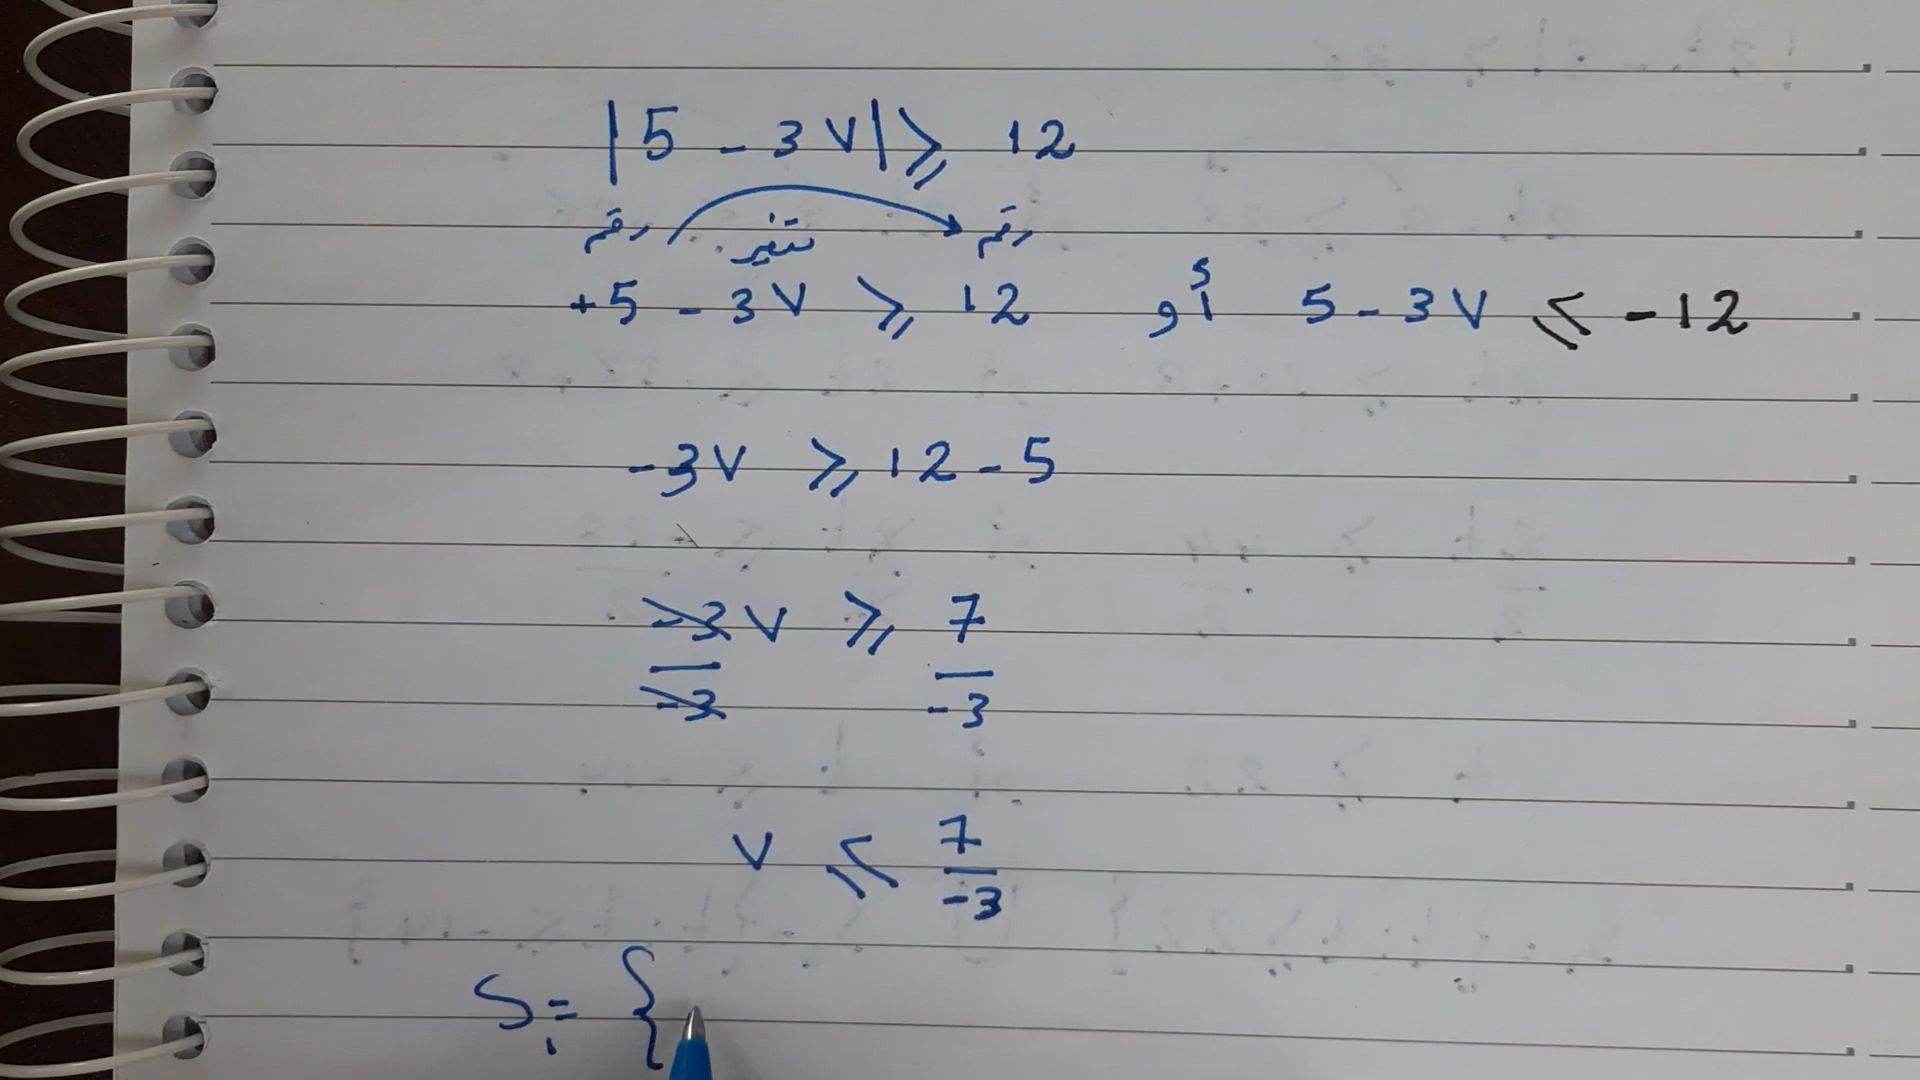 |5 - 3V| ≥ 12
رقم متغير رقم
+5 - 3V ≥ 12 أو 5 - 3V ≤ -12
-3V ≥ 12 - 5
-3V ≥ 7
-3 -3
V ≤ 7
-3
S₁ = {